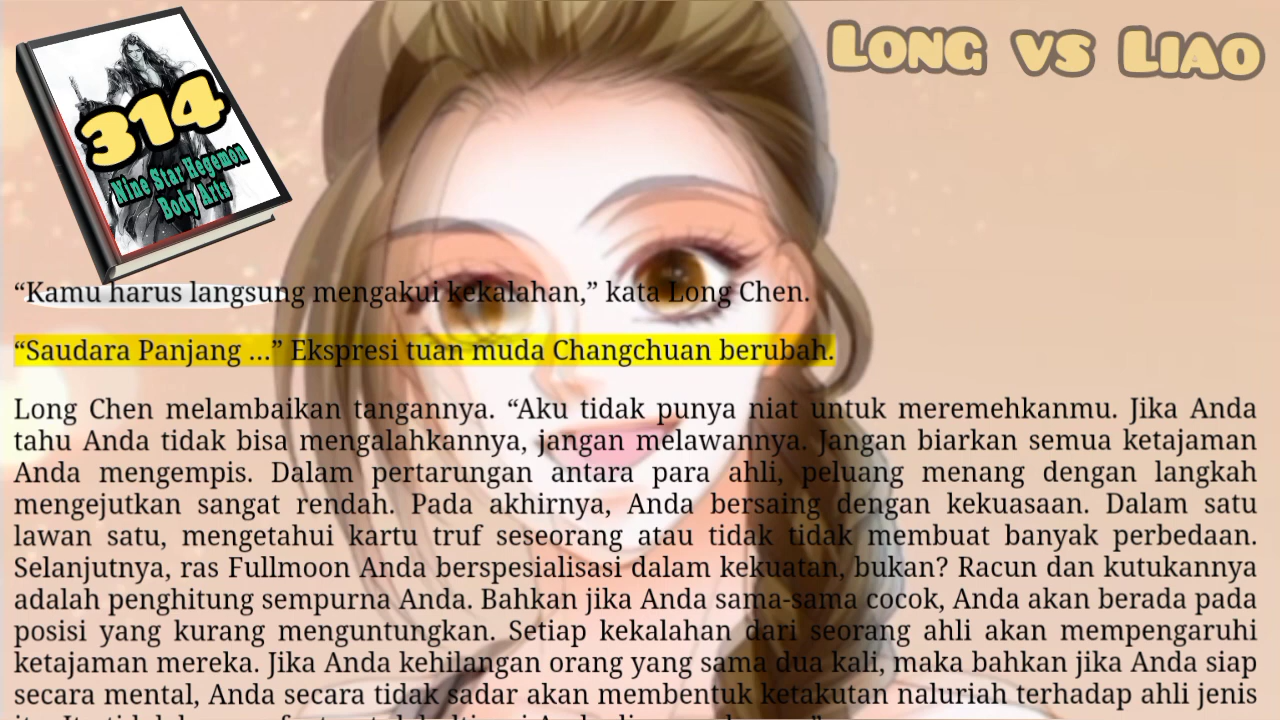 Long vs Liao
314
Nine Star Hegemon
Body Arts
“Kamu harus langsung mengakui kekalahan,” kata Long Chen.
“Saudara Panjang ...” Ekspresi tuan muda Changchuan berubah.
Long Chen melambaikan tangannya. “Aku tidak punya niat untuk meremehkanmu. Jika Anda
tahu Anda tidak bisa mengalahkannya, jangan melawannya. Jangan biarkan semua ketajaman
Anda mengempis. Dalam pertarungan antara para ahli, peluang menang dengan langkah
mengejutkan sangat rendah. Pada akhirnya, Anda bersaing dengan kekuasaan. Dalam satu
lawan satu, mengetahui kartu truf seseorang atau tidak tidak membuat banyak perbedaan.
Selanjutnya, ras Fullmoon Anda berspesialisasi dalam kekuatan, bukan? Racun dan kutukannya
adalah penghitung sempurna Anda. Bahkan jika Anda sama-sama cocok, Anda akan berada pada
posisi yang kurang menguntungkan. Setiap kekalahan dari seorang ahli akan mempengaruhi
ketajaman mereka. Jika Anda kehilangan orang yang sama dua kali, maka bahkan jika Anda siap
secara mental, Anda secara tidak sadar akan membentuk ketakutan naluriah terhadap ahli jenis